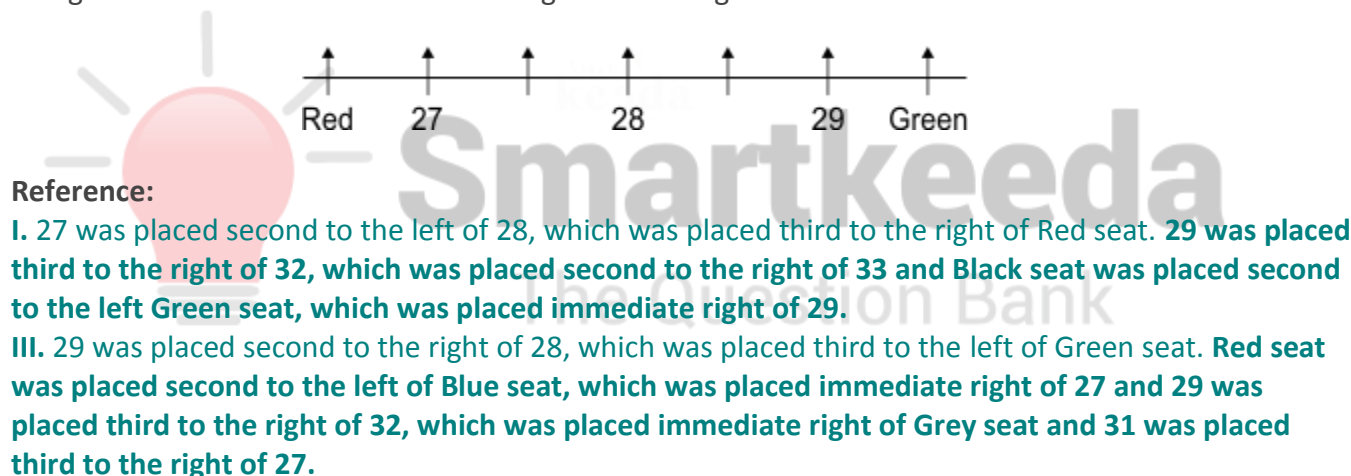 Red 27 28 29 Green
Smartkeeda
The Question Bank
Reference:
I. 27 was placed second to the left of 28, which was placed third to the right of Red seat. 29 was placed
third to the right of 32, which was placed second to the right of 33 and Black seat was placed second
to the left Green seat, which was placed immediate right of 29.
III. 29 was placed second to the right of 28, which was placed third to the left of Green seat. Red seat
was placed second to the left of Blue seat, which was placed immediate right of 27 and 29 was
placed third to the right of 32, which was placed immediate right of Grey seat and 31 was placed
third to the right of 27.